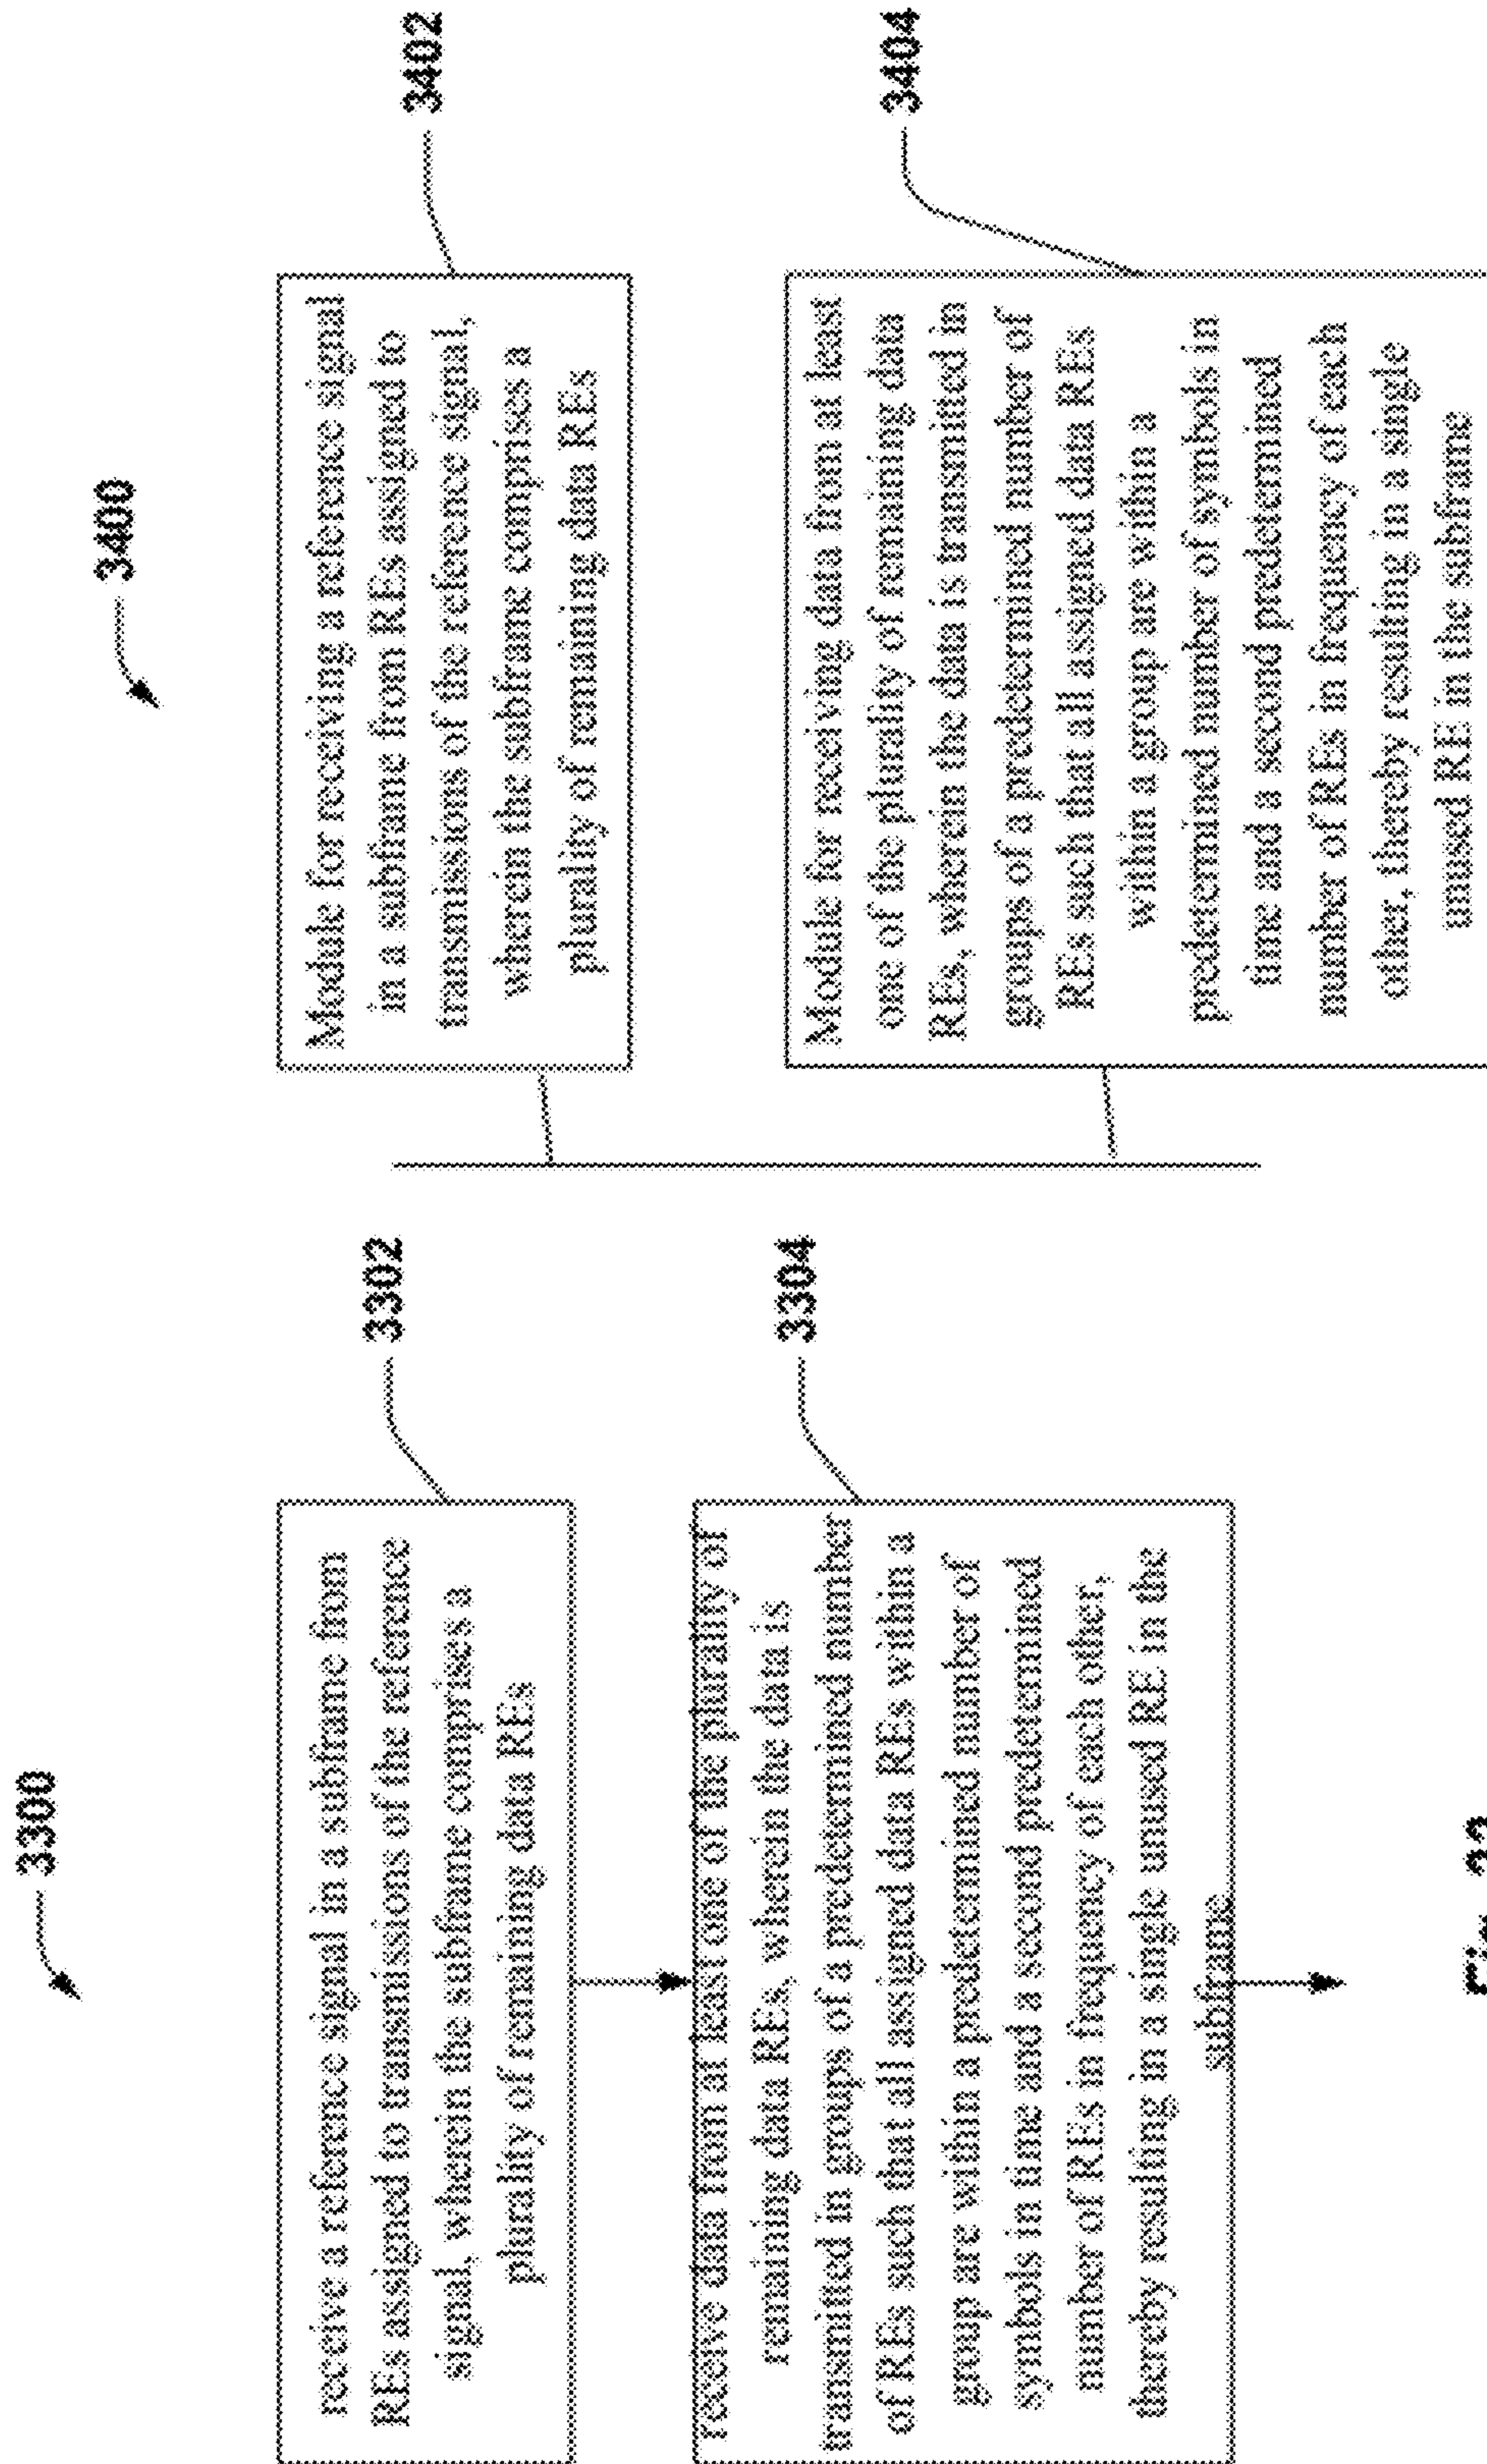 3300
receive a reference signal in a subframe from
REs assigned to transmissions of the reference
signal, wherein the subframe comprises a
plurality of remaining data REs
3302
receive data from at least one of the plurality of
remaining data REs, wherein the data is
transmitted in groups of a predetermined number
of REs such that all assigned data REs within a
group are within a predetermined number of
symbols in time and a second predetermined
number of REs in frequency of each other,
thereby resulting in a single unused RE in the
subframe
3304
3400
Module for receiving a reference signal
in a subframe from REs assigned to
transmissions of the reference signal,
wherein the subframe comprises a
plurality of remaining data REs
3402
Module for receiving data from at least
one of the plurality of remaining data
REs, wherein the data is transmitted in
groups of a predetermined number of
REs such that all assigned data REs
within a group are within a
predetermined number of symbols in
time and a second predetermined
number of REs in frequency of each
other, thereby resulting in a single
unused RE in the subframe
3404